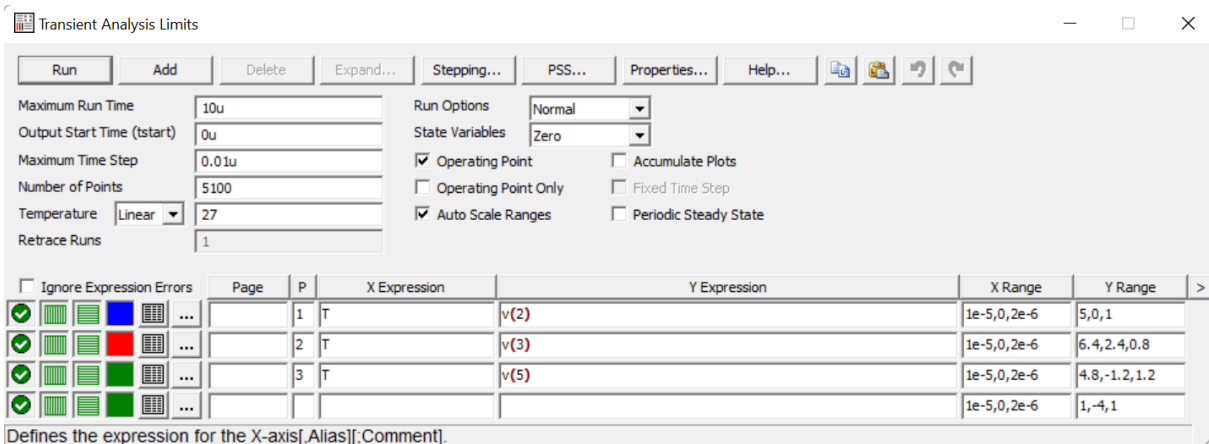 Transient Analysis Limits
Run Add Delete Expand... Stepping... PSS... Properties... Help...
Maximum Run Time 10u Run Options Normal
Output Start Time (tstart) 0u State Variables Zero
Maximum Time Step 0.01u Operating Point Accumulate Plots
Number of Points 5100 Operating Point Only Fixed Time Step
Temperature Linear 27 Auto Scale Ranges Periodic Steady State
Retrace Runs 1
Ignore Expression Errors Page P X Expression Y Expression X Range Y Range >
... 1 T v(2) 1e-5,0,2e-6 5,0,1
... 2 T v(3) 1e-5,0,2e-6 6.4,2.4,0.8
... 3 T v(5) 1e-5,0,2e-6 4.8,-1.2,1.2
... 1e-5,0,2e-6 1,-4,1
Defines the expression for the X-axis[,Alias][;Comment].